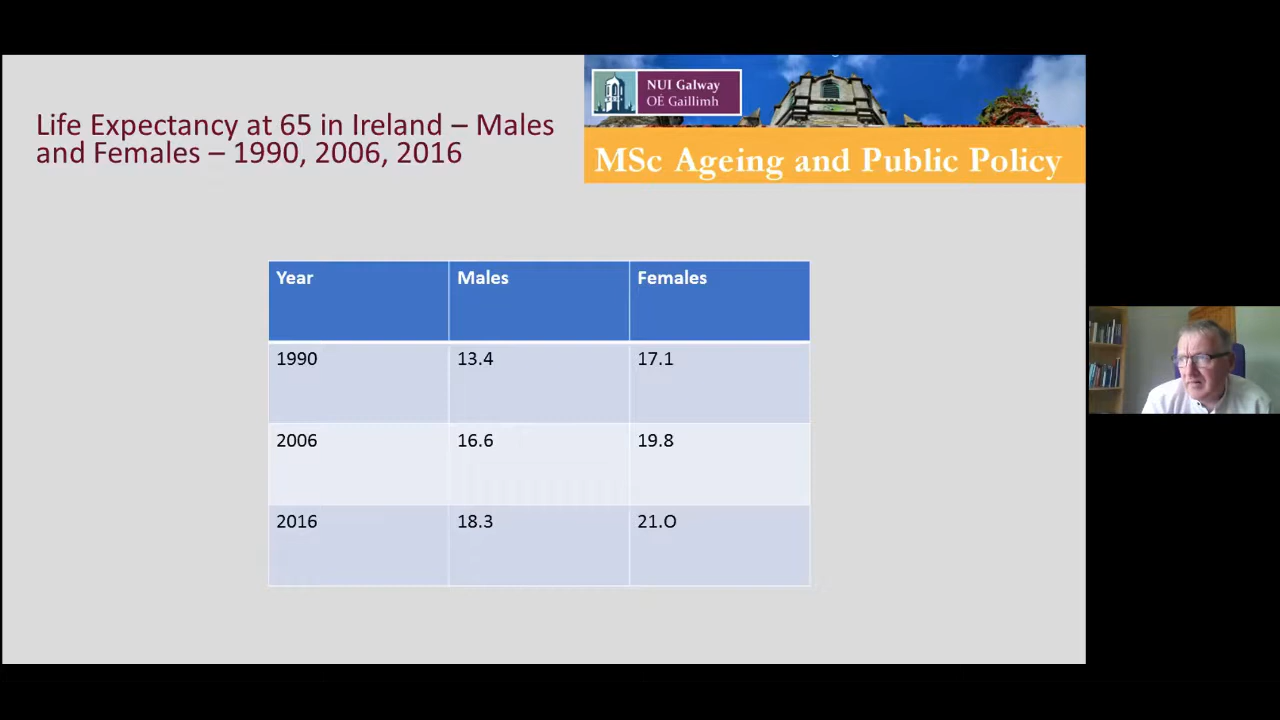 NUI Galway
OÉ Gaillimh
Life Expectancy at 65 in Ireland – Males
and Females – 1990, 2006, 2016
MSc Ageing and Public Policy
Year Males Females
1990 13.4 17.1
2006 16.6 19.8
2016 18.3 21.O